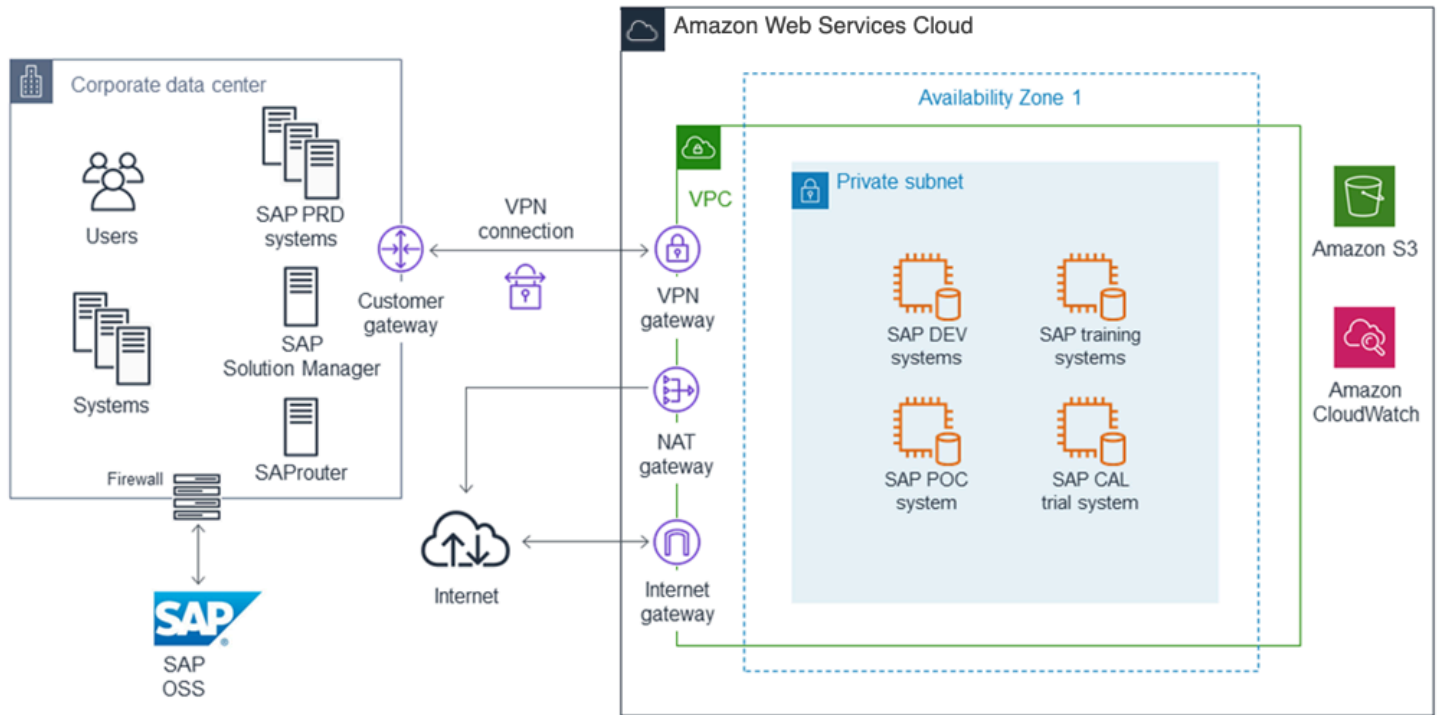 Amazon Web Services Cloud
Corporate data center
Availability Zone 1
Users
SAP PRD
systems
VPN
connection
VPC
Private subnet
Amazon S3
Systems
SAP
Solution Manager
Customer
gateway
VPN
gateway
SAP DEV
systems
SAP training
systems
Amazon
CloudWatch
SAProuter
Firewall
NAT
gateway
SAP POC
system
SAP CAL
trial system
Internet
Internet
gateway
SAP
®
SAP
OSS